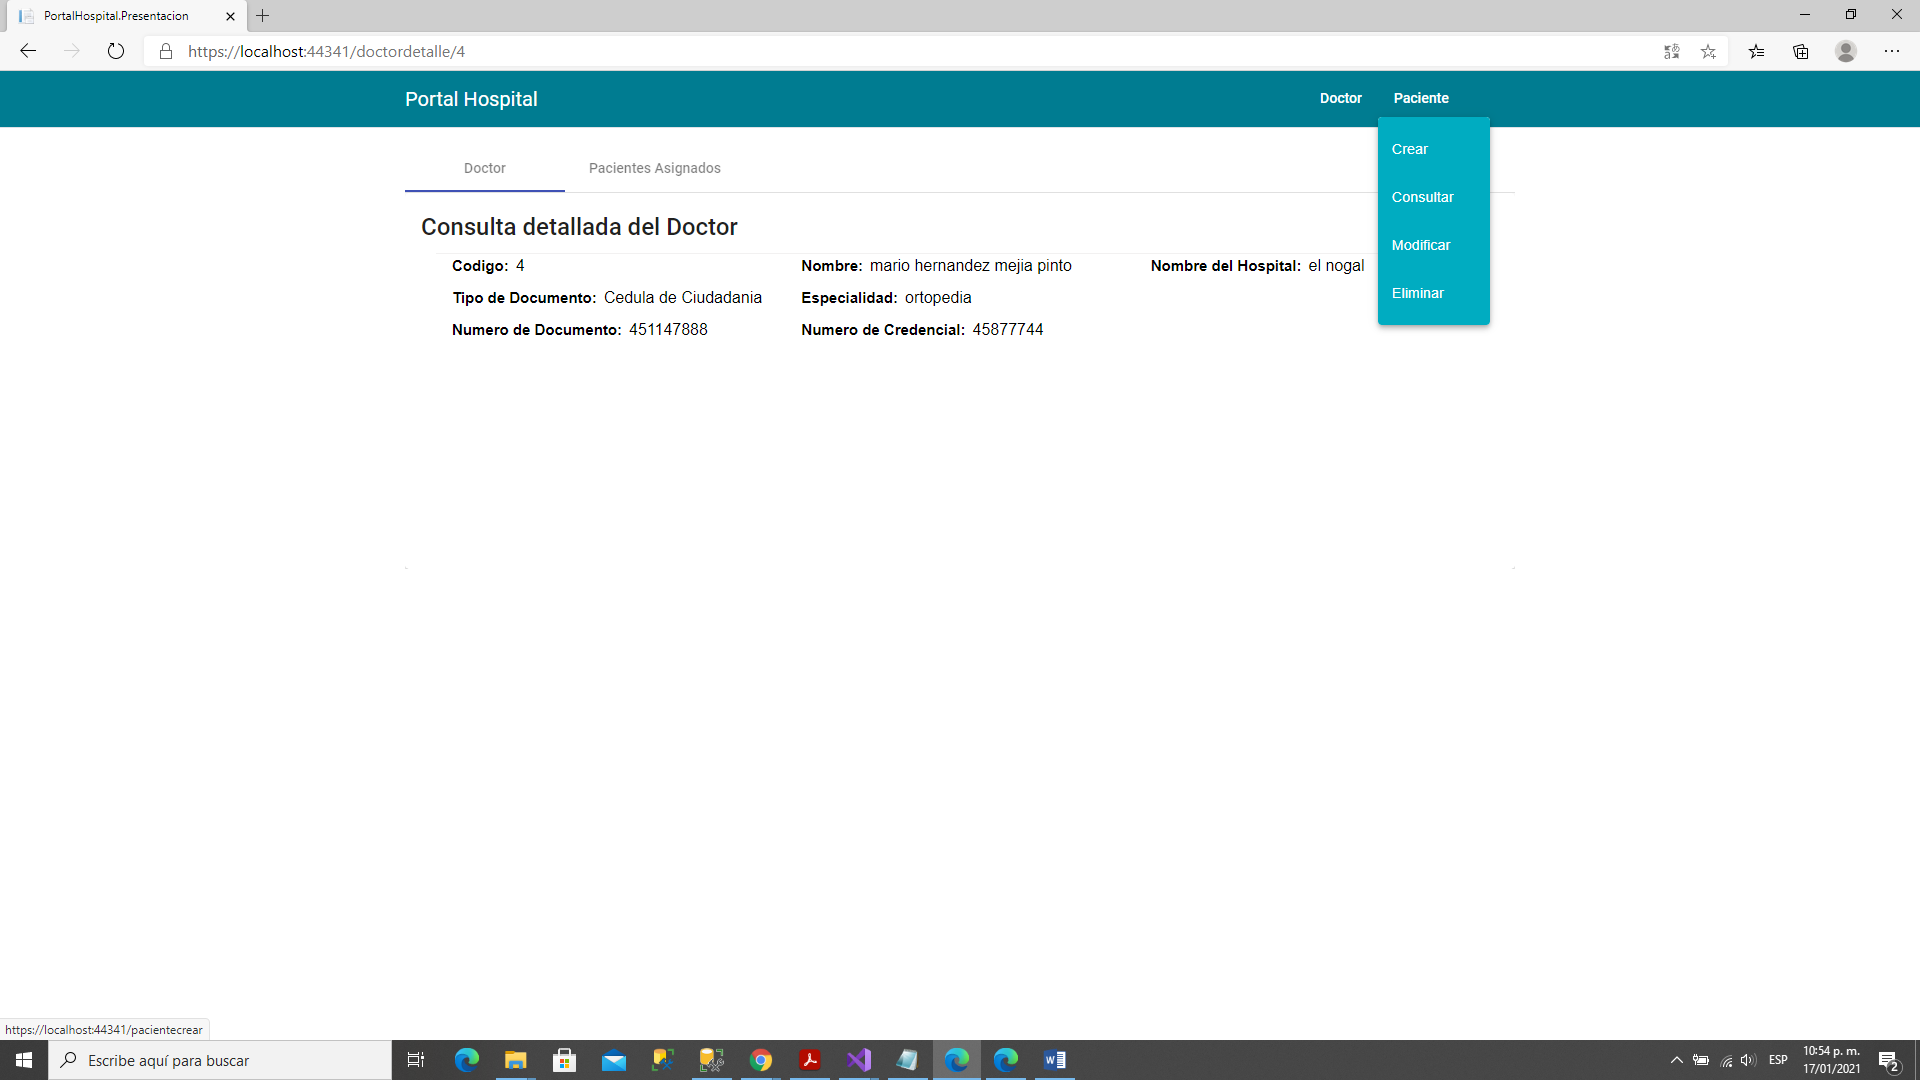 PortalHospital.Presentacion
https://localhost:44341/doctordetalle/4
Portal Hospital
Doctor
Paciente
Crear
Consultar
Modificar
Eliminar
Doctor
Pacientes Asignados
Consulta detallada del Doctor
Codigo: 4
Nombre: mario hernandez mejia pinto
Nombre del Hospital: el nogal
Tipo de Documento: Cedula de Ciudadania
Especialidad: ortopedia
Numero de Documento: 451147888
Numero de Credencial: 45877744
https://localhost:44341/pacientecrear
Escribe aquí para buscar
ESP
10:54 p. m.
17/01/2021
2